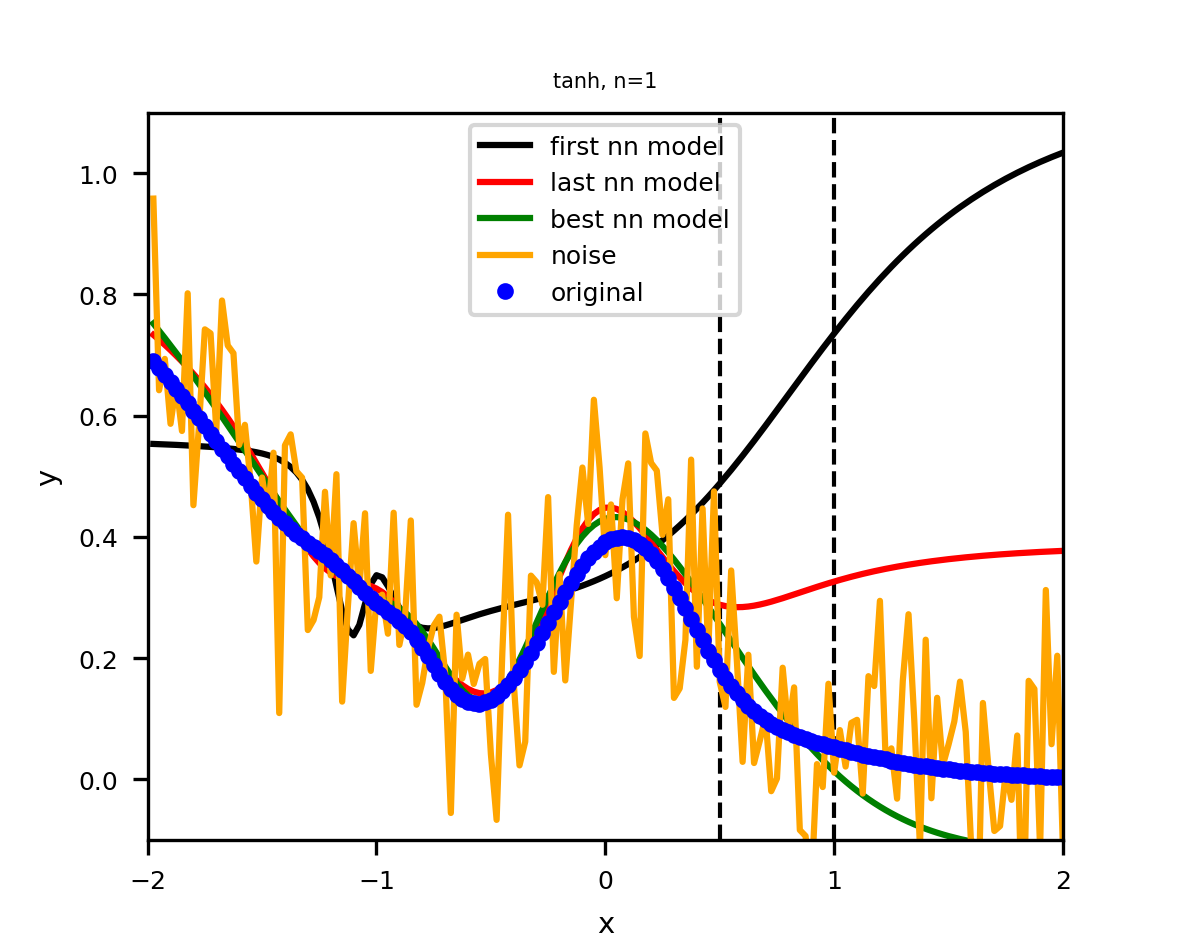 tanh, n=1
first nn model
last nn model
best nn model
noise
original
1.0
0.8
0.6
0.4
0.2
0.0
y
−2
−1
0
1
2
x